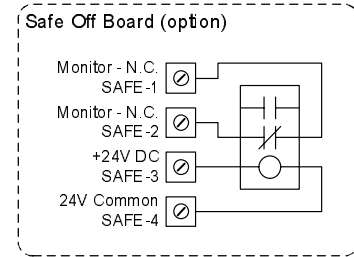 Safe Off Board (option)
Monitor - N.C.
SAFE-1
Monitor - N.C.
SAFE-2
+24V DC
SAFE-3
24V Common
SAFE-4